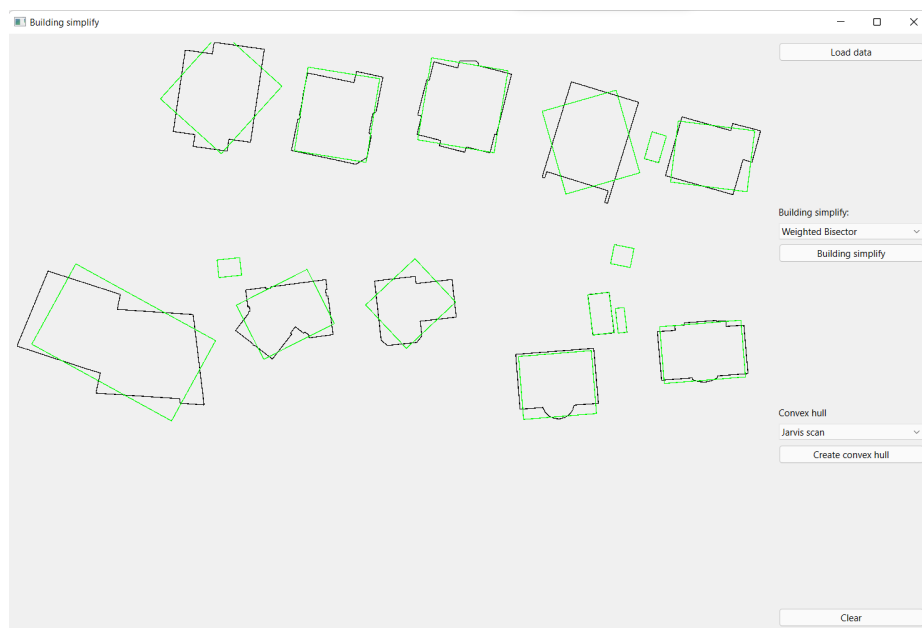 Building simplify
Load data
Building simplify:
Weighted Bisector
Building simplify
Convex hull
Jarvis scan
Create convex hull
Clear